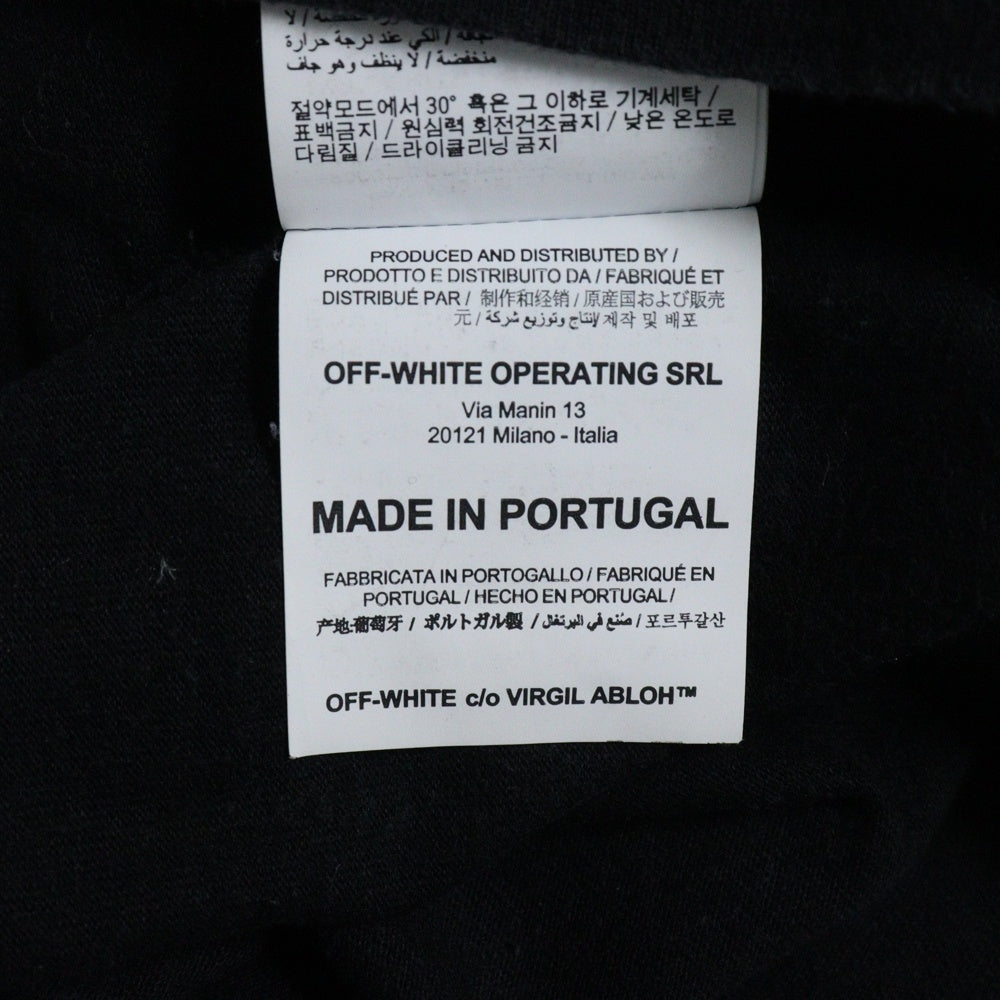 حرارة / الكي عند درجة حرارة
منخفضة / لا ينظف وهو جاف
절약모드에서 30° 혹은 그 이하로 기계세탁 /
표백금지 / 원심력 회전건조금지 / 낮은 온도로
다림질 / 드라이클리닝 금지
PRODUCED AND DISTRIBUTED BY /
PRODOTTO E DISTRIBUITO DA / FABRIQUÉ ET
DISTRIBUÉ PAR / 制作和经销 / 原産国および販売
元 / إنتاج وتوزيع شركة / 제작 및 배포
OFF-WHITE OPERATING SRL
Via Manin 13
20121 Milano - Italia
MADE IN PORTUGAL
FABBRICATA IN PORTOGALLO / FABRIQUÉ EN
PORTUGAL / HECHO EN PORTUGAL /
产地葡萄牙 / ポルトガル製 / صُنع في البرتغال / 포르투갈산
OFF-WHITE c/o VIRGIL ABLOH™